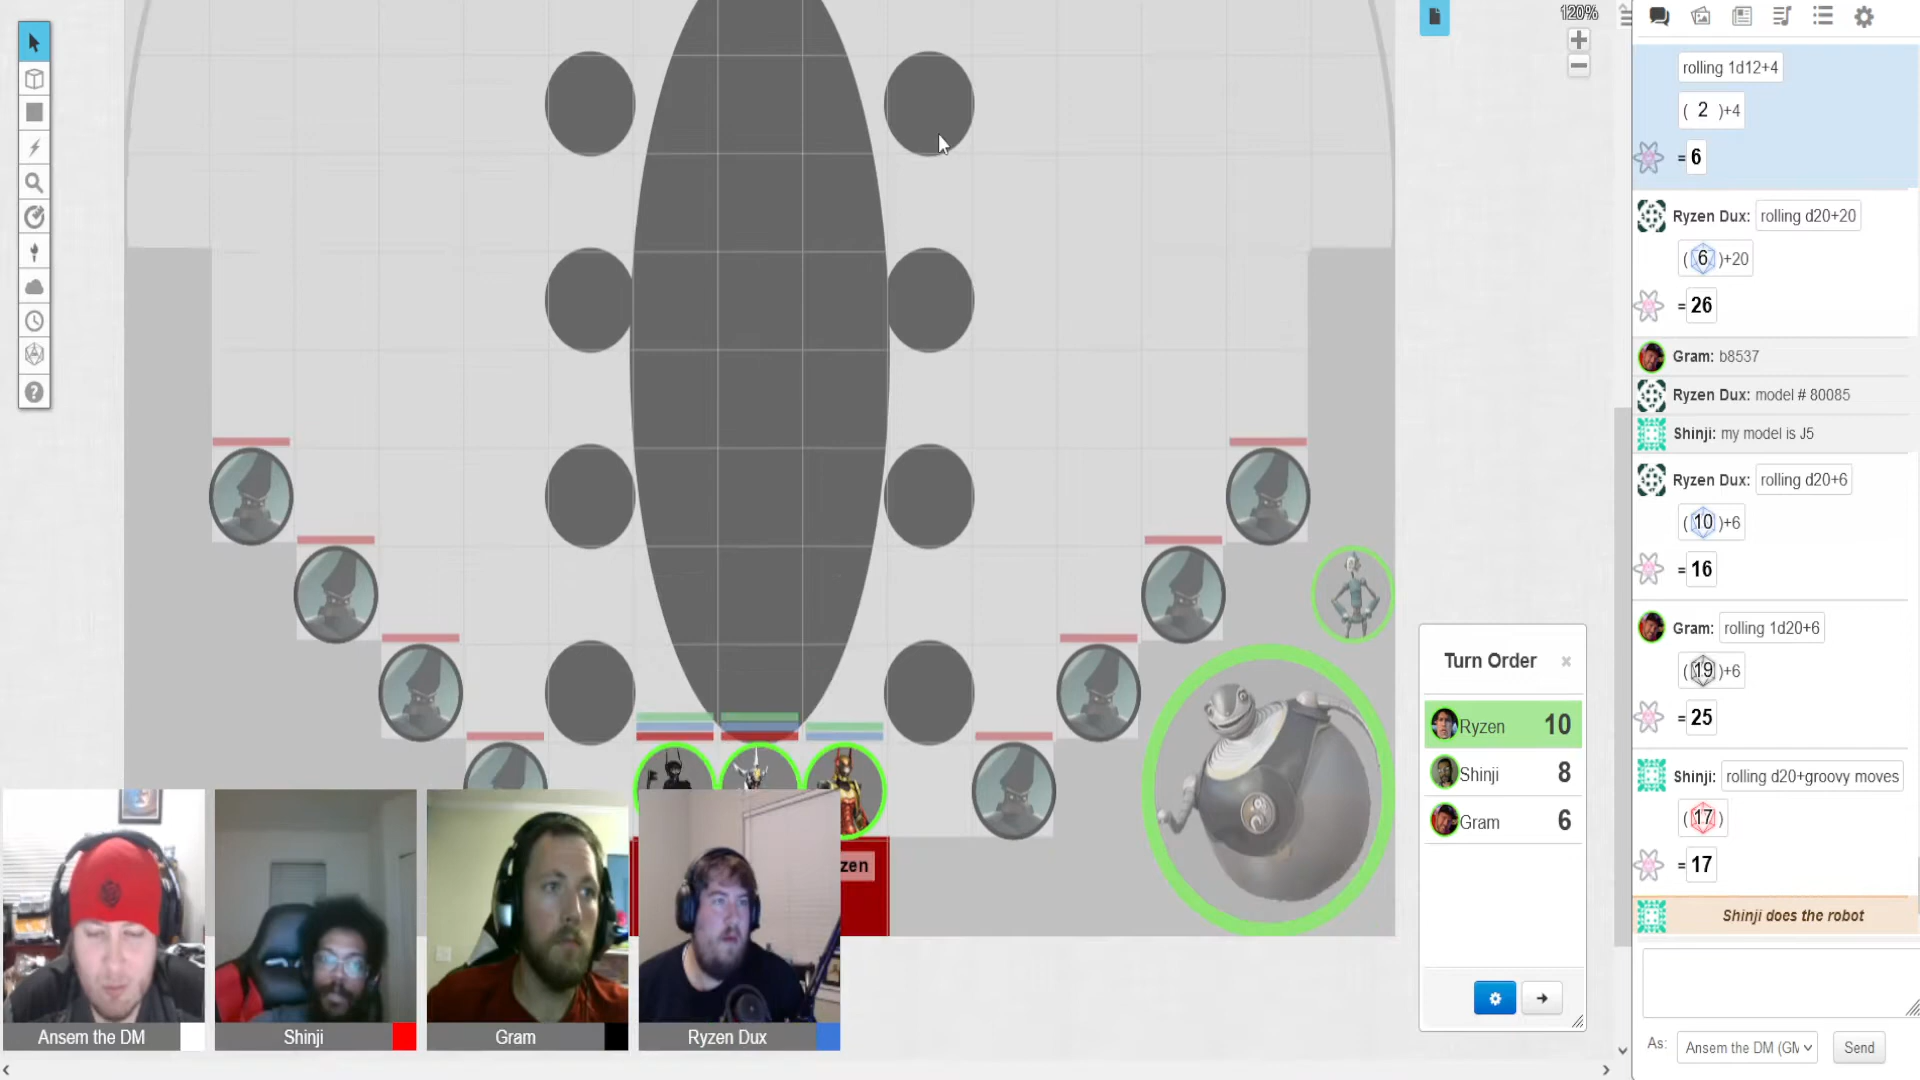 120%
rolling 1d12+4
( 2 )+4
=6
Ryzen Dux: rolling d20+20
(6)+20
=26
Gram: b8537
Ryzen Dux: model # 80085
Shinji: my model is J5
Ryzen Dux: rolling d20+6
(10)+6
=16
Gram: rolling 1d20+6
(19)+6
=25
Shinji: rolling d20+groovy moves
(17)
=17
Shinji does the robot
Turn Order ×
Ryzen 10
Shinji 8
Gram 6
zen
Ansem the DM
Shinji
Gram
Ryzen Dux
As: Ansem the DM (GM
Send